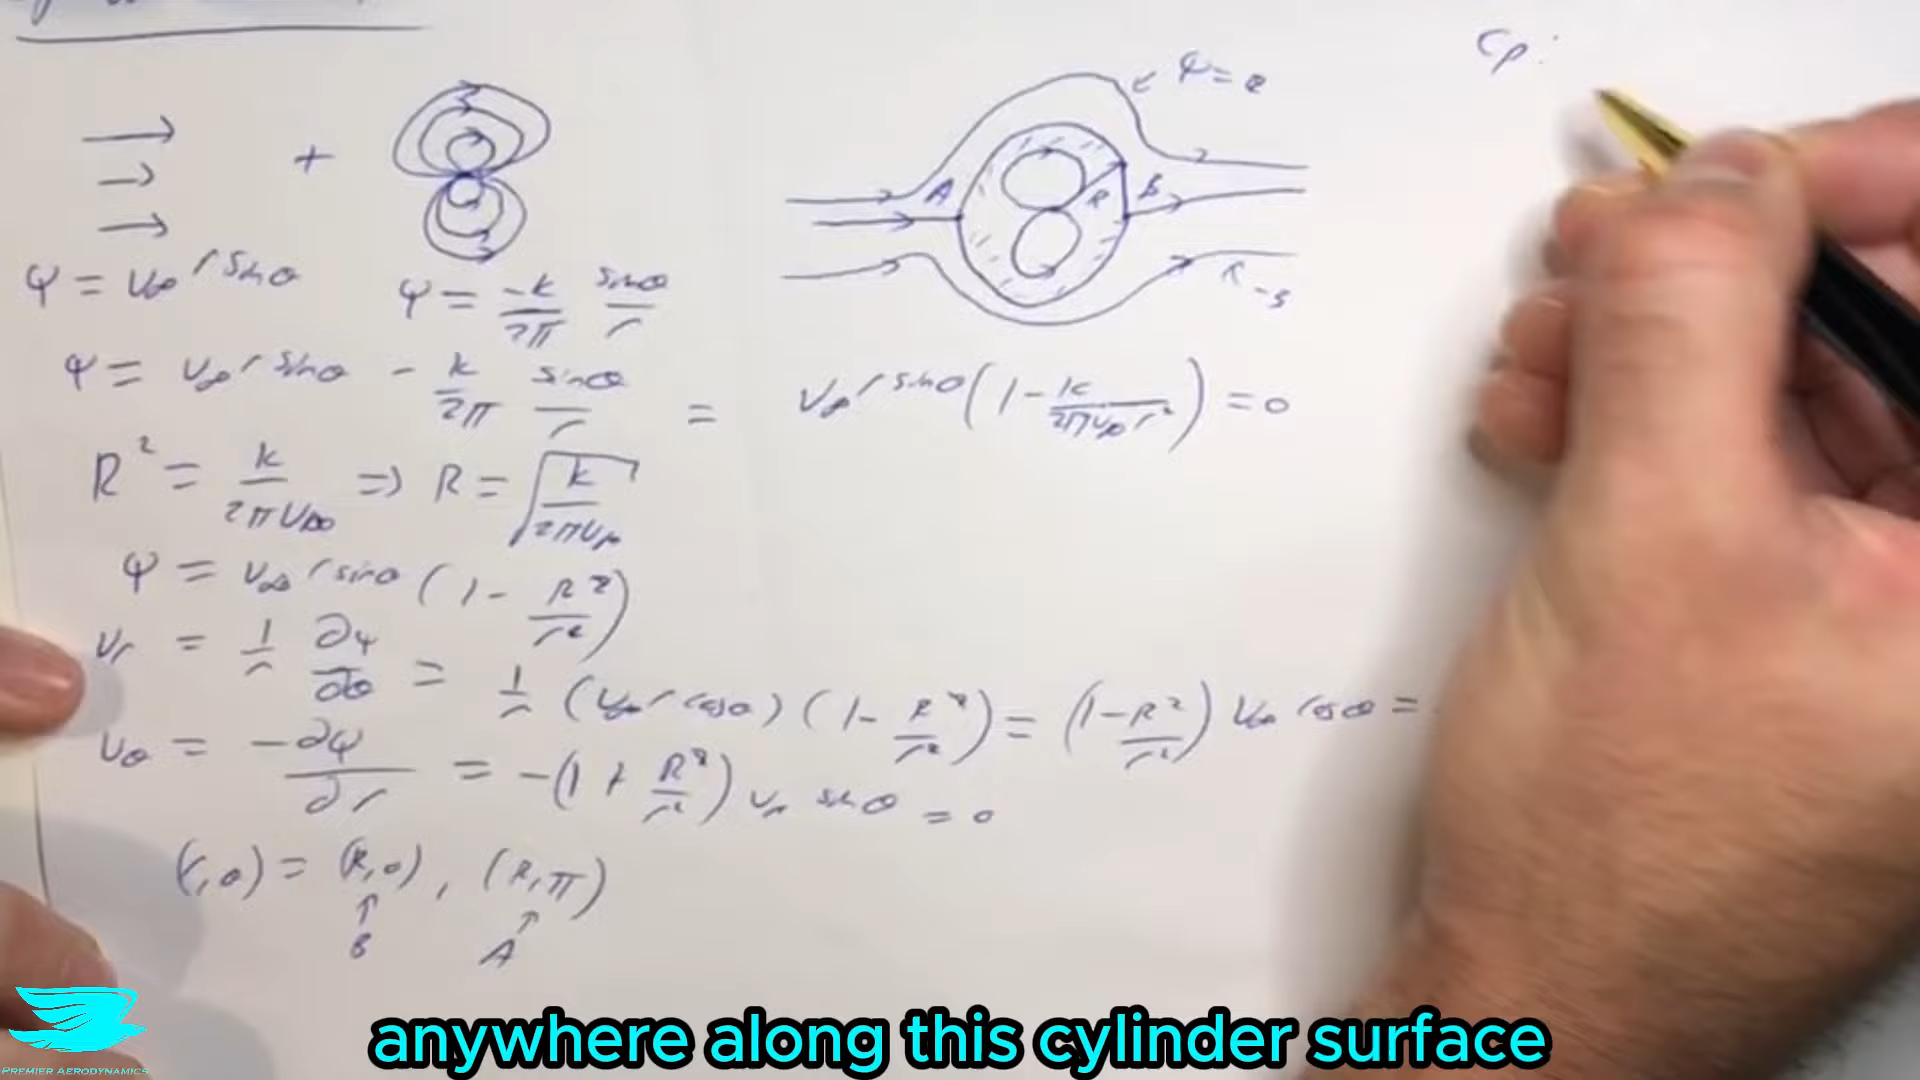 +
ψ = V∞ r sinθ
ψ = -k/2π sinθ/r
ψ = V∞ r sinθ - k/2π sinθ/r = V∞ r sinθ (1 - k/2πV∞ r²) = 0
R² = k/2πV∞ => R = √(k/2πV∞)
ψ = V∞ r sinθ (1 - R²/r²)
Vr = 1/r ∂ψ/∂θ = 1/r (V∞ r cosθ) (1 - R²/r²) = (1 - R²/r²) V∞ cosθ =
Vθ = -∂ψ/∂r = -(1 + R²/r²) V∞ sinθ = 0
(r, θ) = (R, 0), (R, π)
↑ ↑
B A
ψ =
A R B
Cp:
anywhere along this cylinder surface
PREMIER AERODYNAMICS